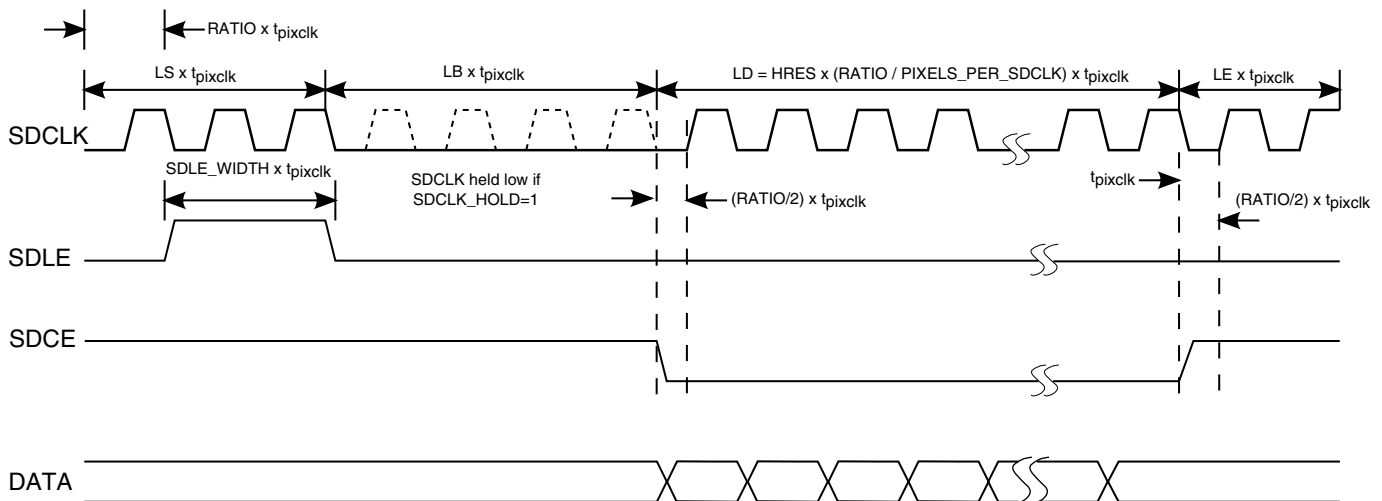 RATIO x tpixclk
LS x tpixclk
LB x tpixclk
LD = HRES x (RATIO / PIXELS_PER_SDCLK) x tpixclk
LE x tpixclk
SDCLK
SDLE_WIDTH x tpixclk
SDCLK held low if
SDCLK_HOLD=1
(RATIO/2) x tpixclk
tpixclk
(RATIO/2) x tpixclk
SDLE
SDCE
DATA